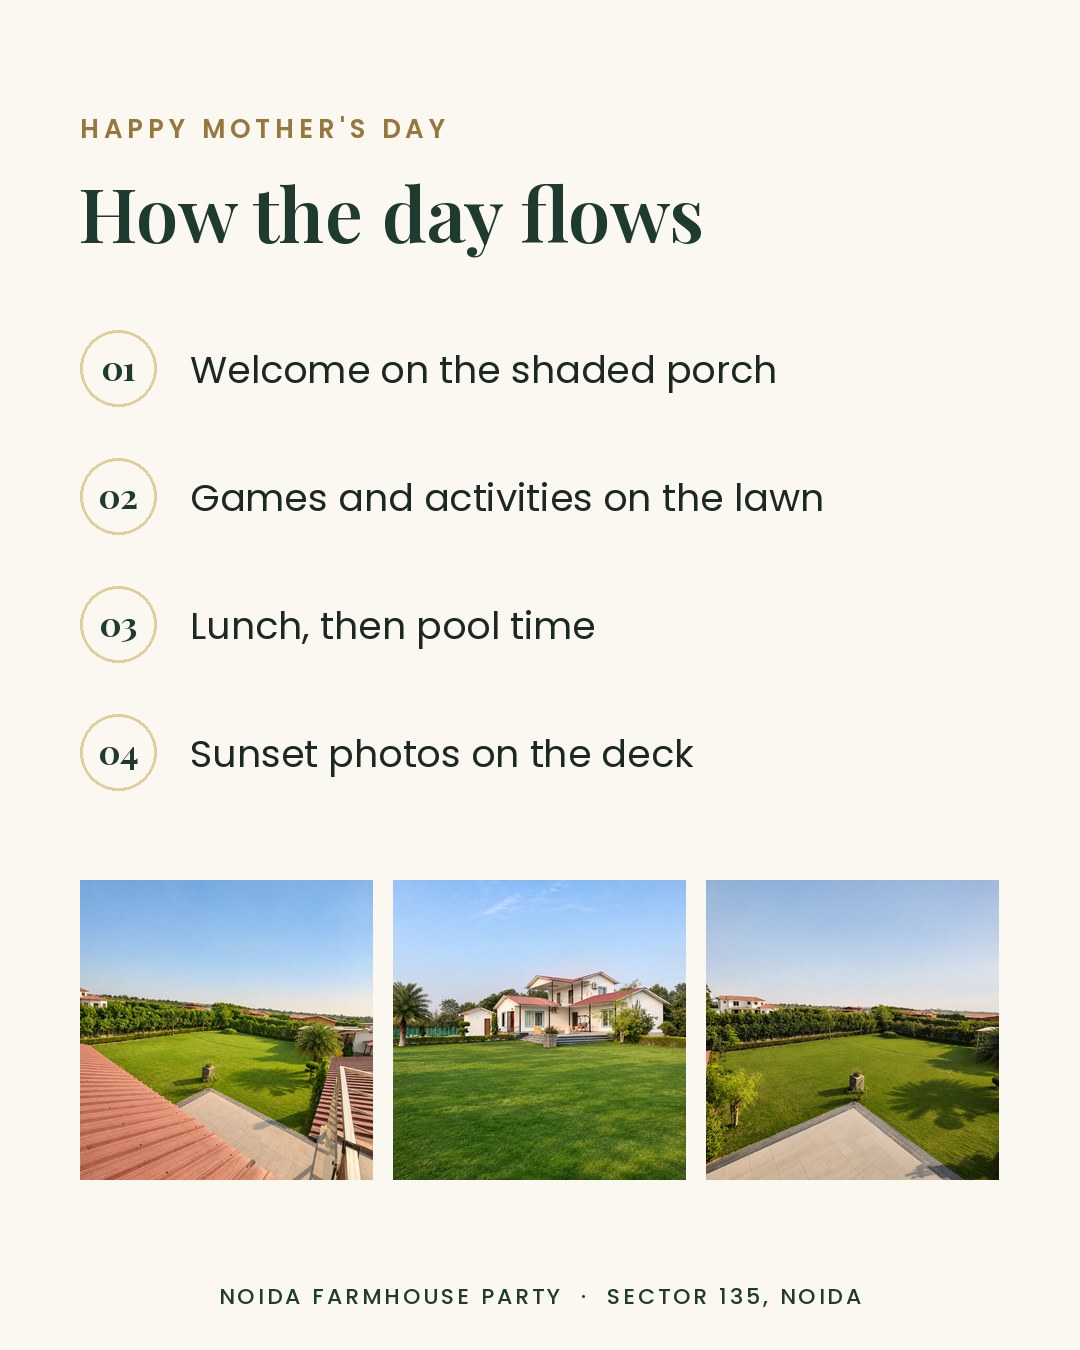 HAPPY MOTHER'S DAY
How the day flows
01 Welcome on the shaded porch
02 Games and activities on the lawn
03 Lunch, then pool time
04 Sunset photos on the deck
NOIDA FARMHOUSE PARTY · SECTOR 135, NOIDA